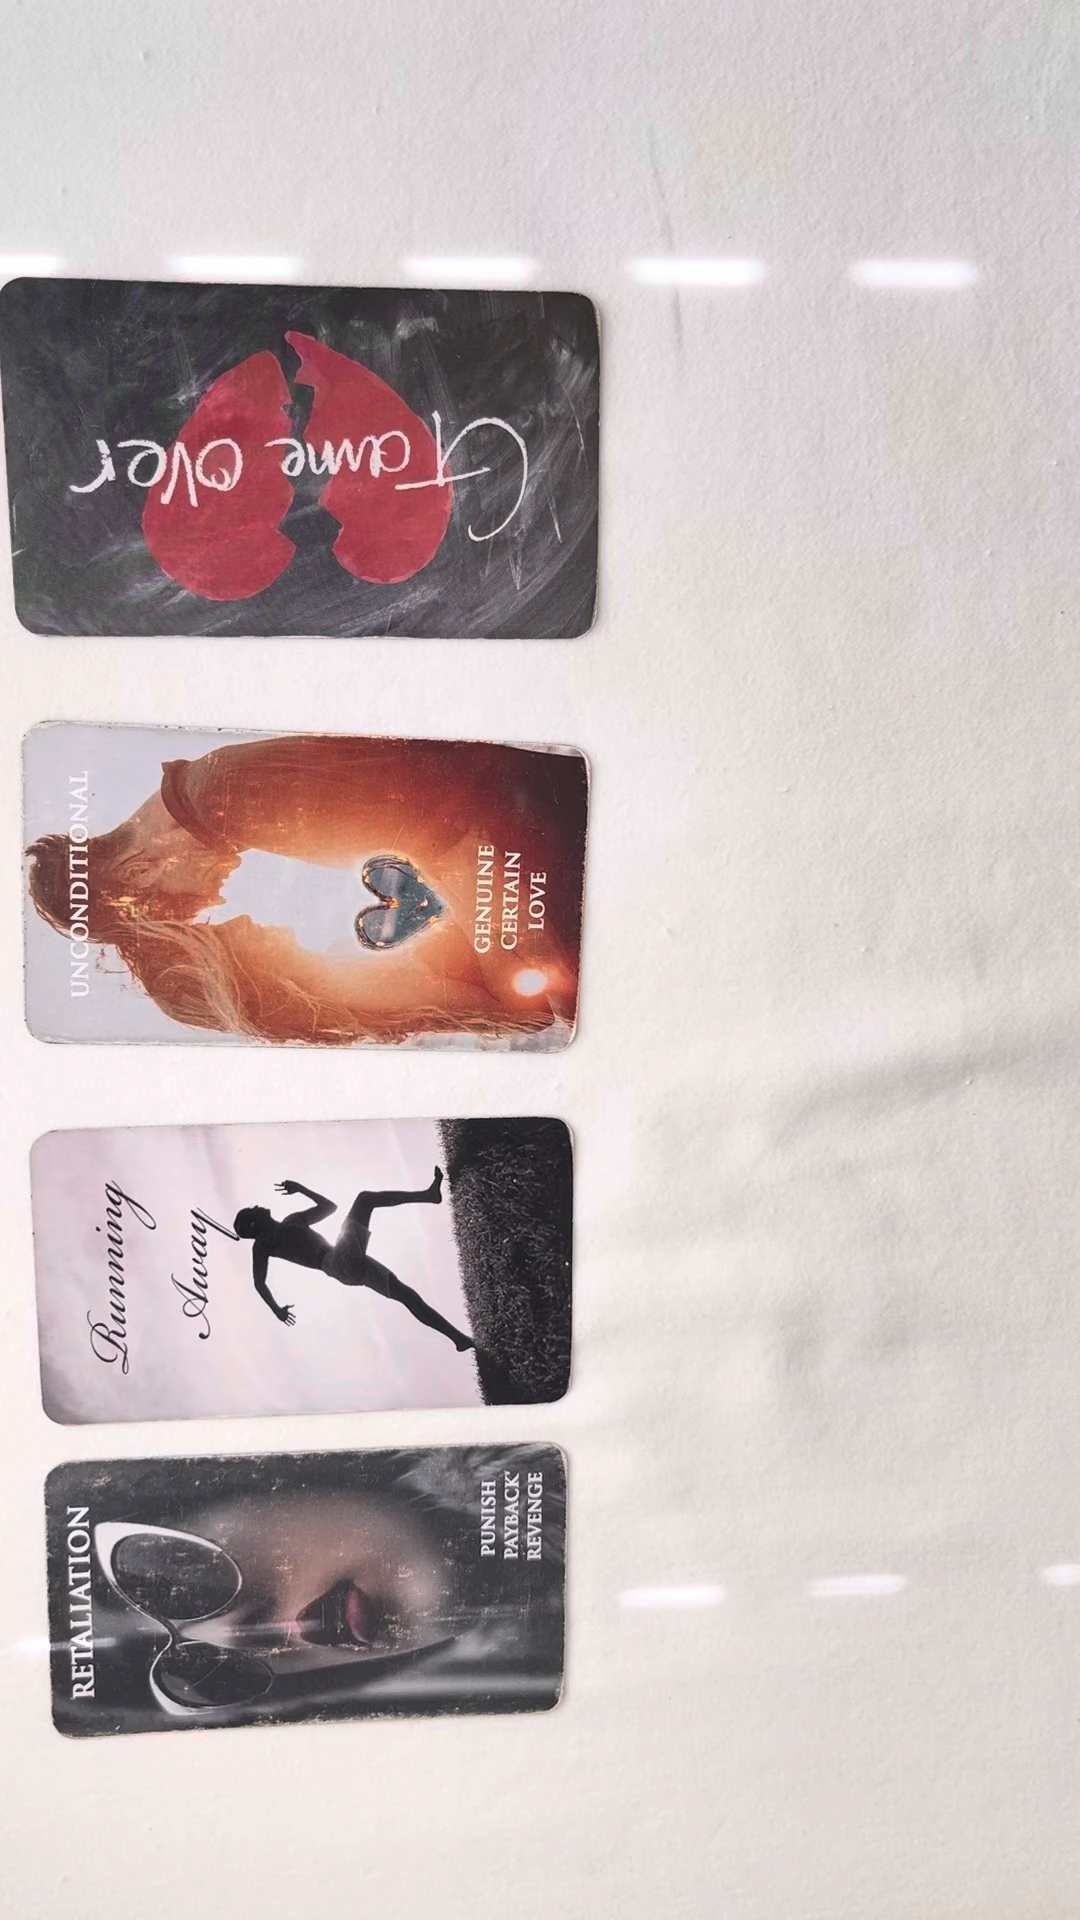 Game over
UNCONDITIONAL
GENUINE
CERTAIN
LOVE
Running
Away
RETALIATION
PUNISH
PAYBACK
REVENGE